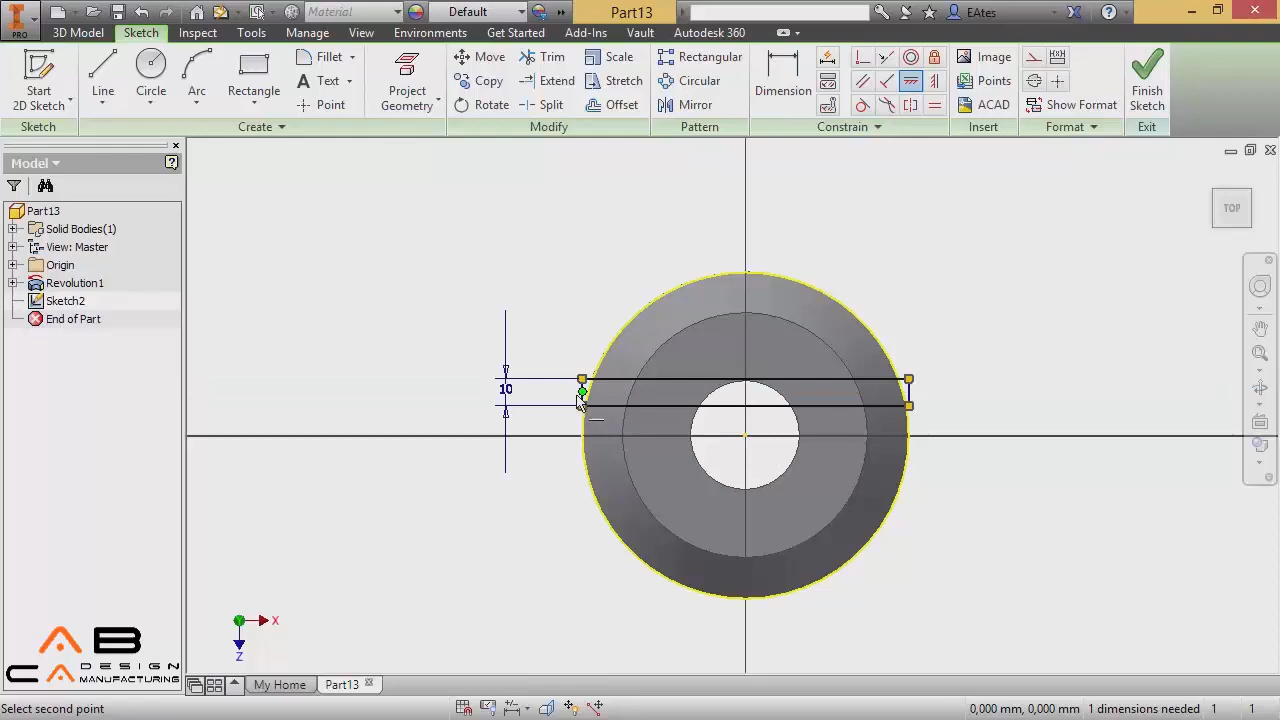 PRO
Material
Default
Part13
EAtes
3D Model Sketch Inspect Tools Manage View Environments Get Started Add-Ins Vault Autodesk 360
Start
2D Sketch
Line
Circle
Arc
Rectangle
Fillet
Text
Point
Project
Geometry
Move
Copy
Rotate
Trim
Extend
Split
Scale
Stretch
Offset
Rectangular
Circular
Mirror
Dimension
Image
Points
ACAD
Show Format
Finish
Sketch
Sketch Create Modify Pattern Constrain Insert Format Exit
Model
Part13
Solid Bodies(1)
View: Master
Origin
Revolution1
Sketch2
End of Part
TOP
10
X
Z
AB
CA
DESIGN
MANUFACTURING
My Home Part13
Select second point
0,000 mm, 0,000 mm 1 dimensions needed 1 1